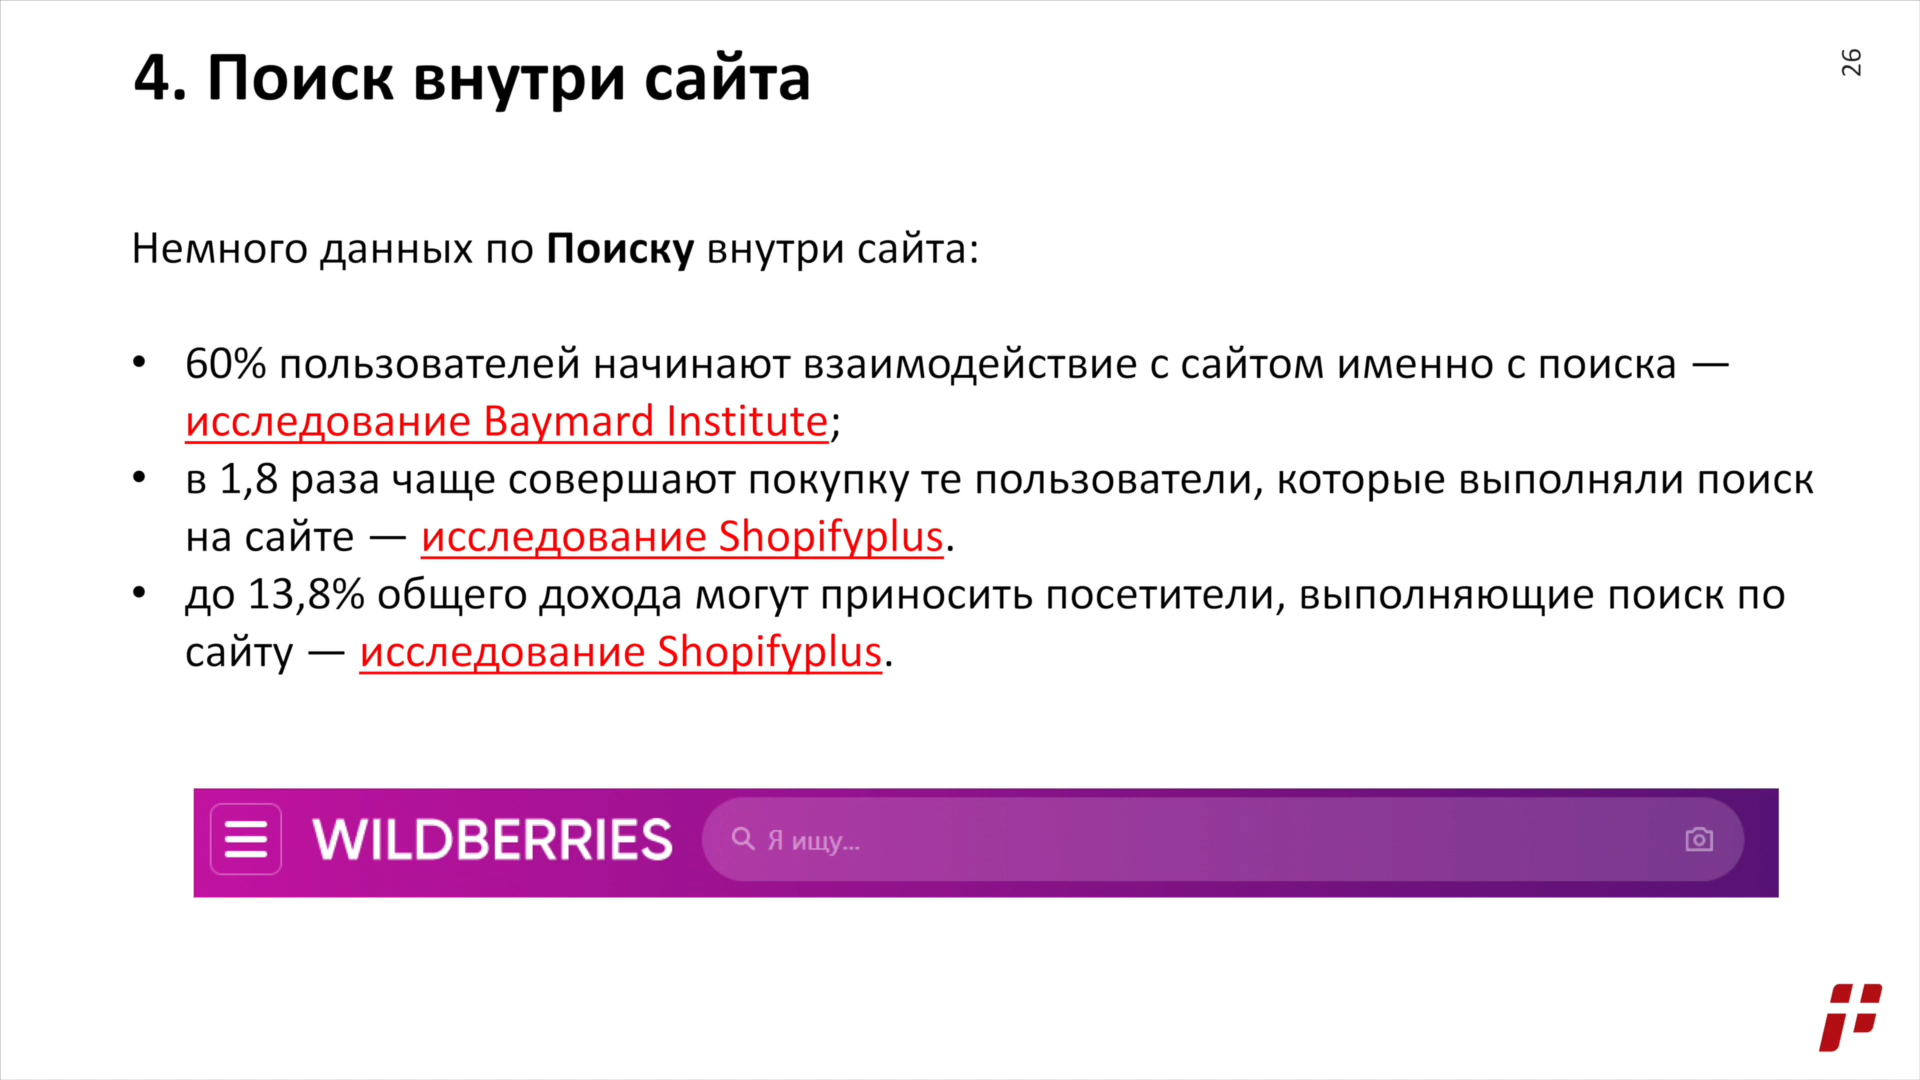 4. Поиск внутри сайта
26
Немного данных по Поиску внутри сайта:
• 60% пользователей начинают взаимодействие с сайтом именно с поиска —
исследование Baymard Institute;
• в 1,8 раза чаще совершают покупку те пользователи, которые выполняли поиск
на сайте — исследование Shopifyplus.
• до 13,8% общего дохода могут приносить посетители, выполняющие поиск по
сайту — исследование Shopifyplus.
WILDBERRIES Я ищу...